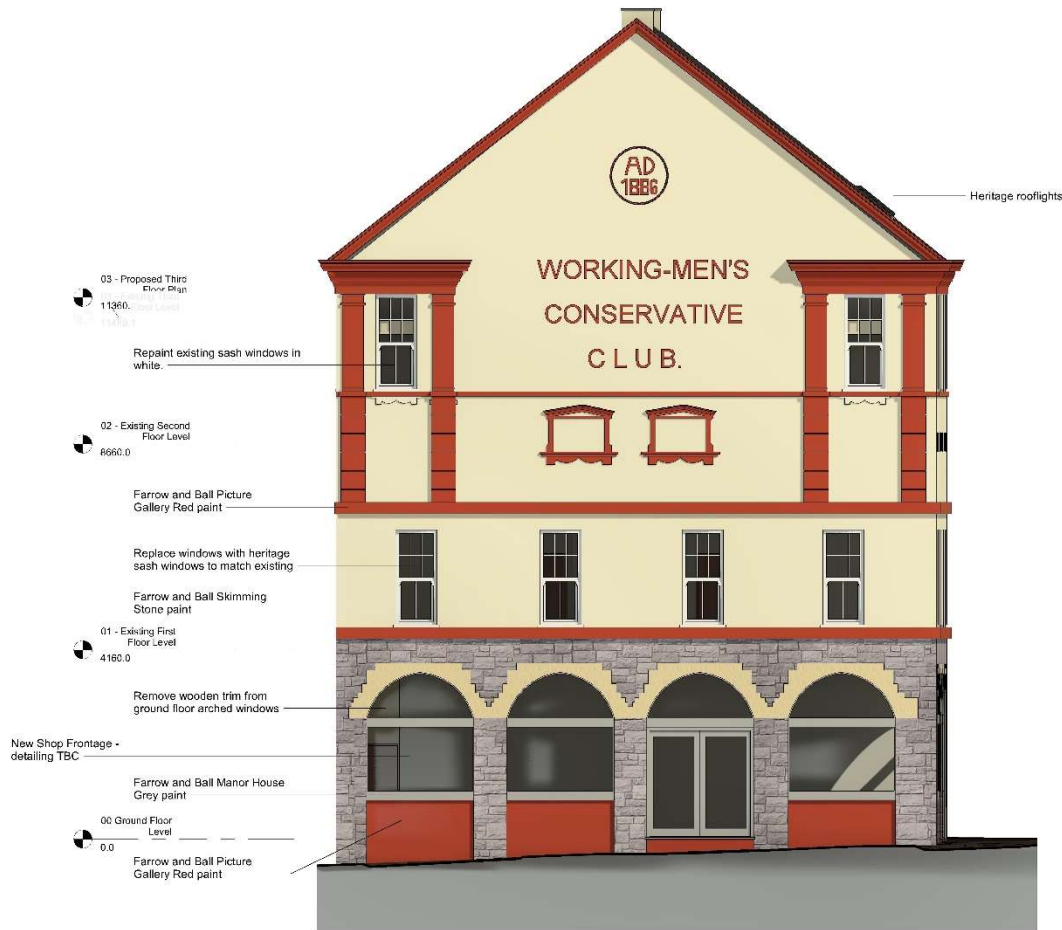 AD
1886
Heritage rooflights
WORKING-MEN'S
CONSERVATIVE
CLUB.
03 - Proposed Third
Floor Plan
11360.
Floor Level
Repaint existing sash windows in
white.
02 - Existing Second
Floor Level
8660.0
Farrow and Ball Picture
Gallery Red paint
Replace windows with heritage
sash windows to match existing
Farrow and Ball Skimming
Stone paint
01 - Existing First
Floor Level
4160.0
Remove wooden trim from
ground floor arched windows
New Shop Frontage -
detailing TBC
Farrow and Ball Manor House
Grey paint
00 Ground Floor
Level
0.0
Farrow and Ball Picture
Gallery Red paint